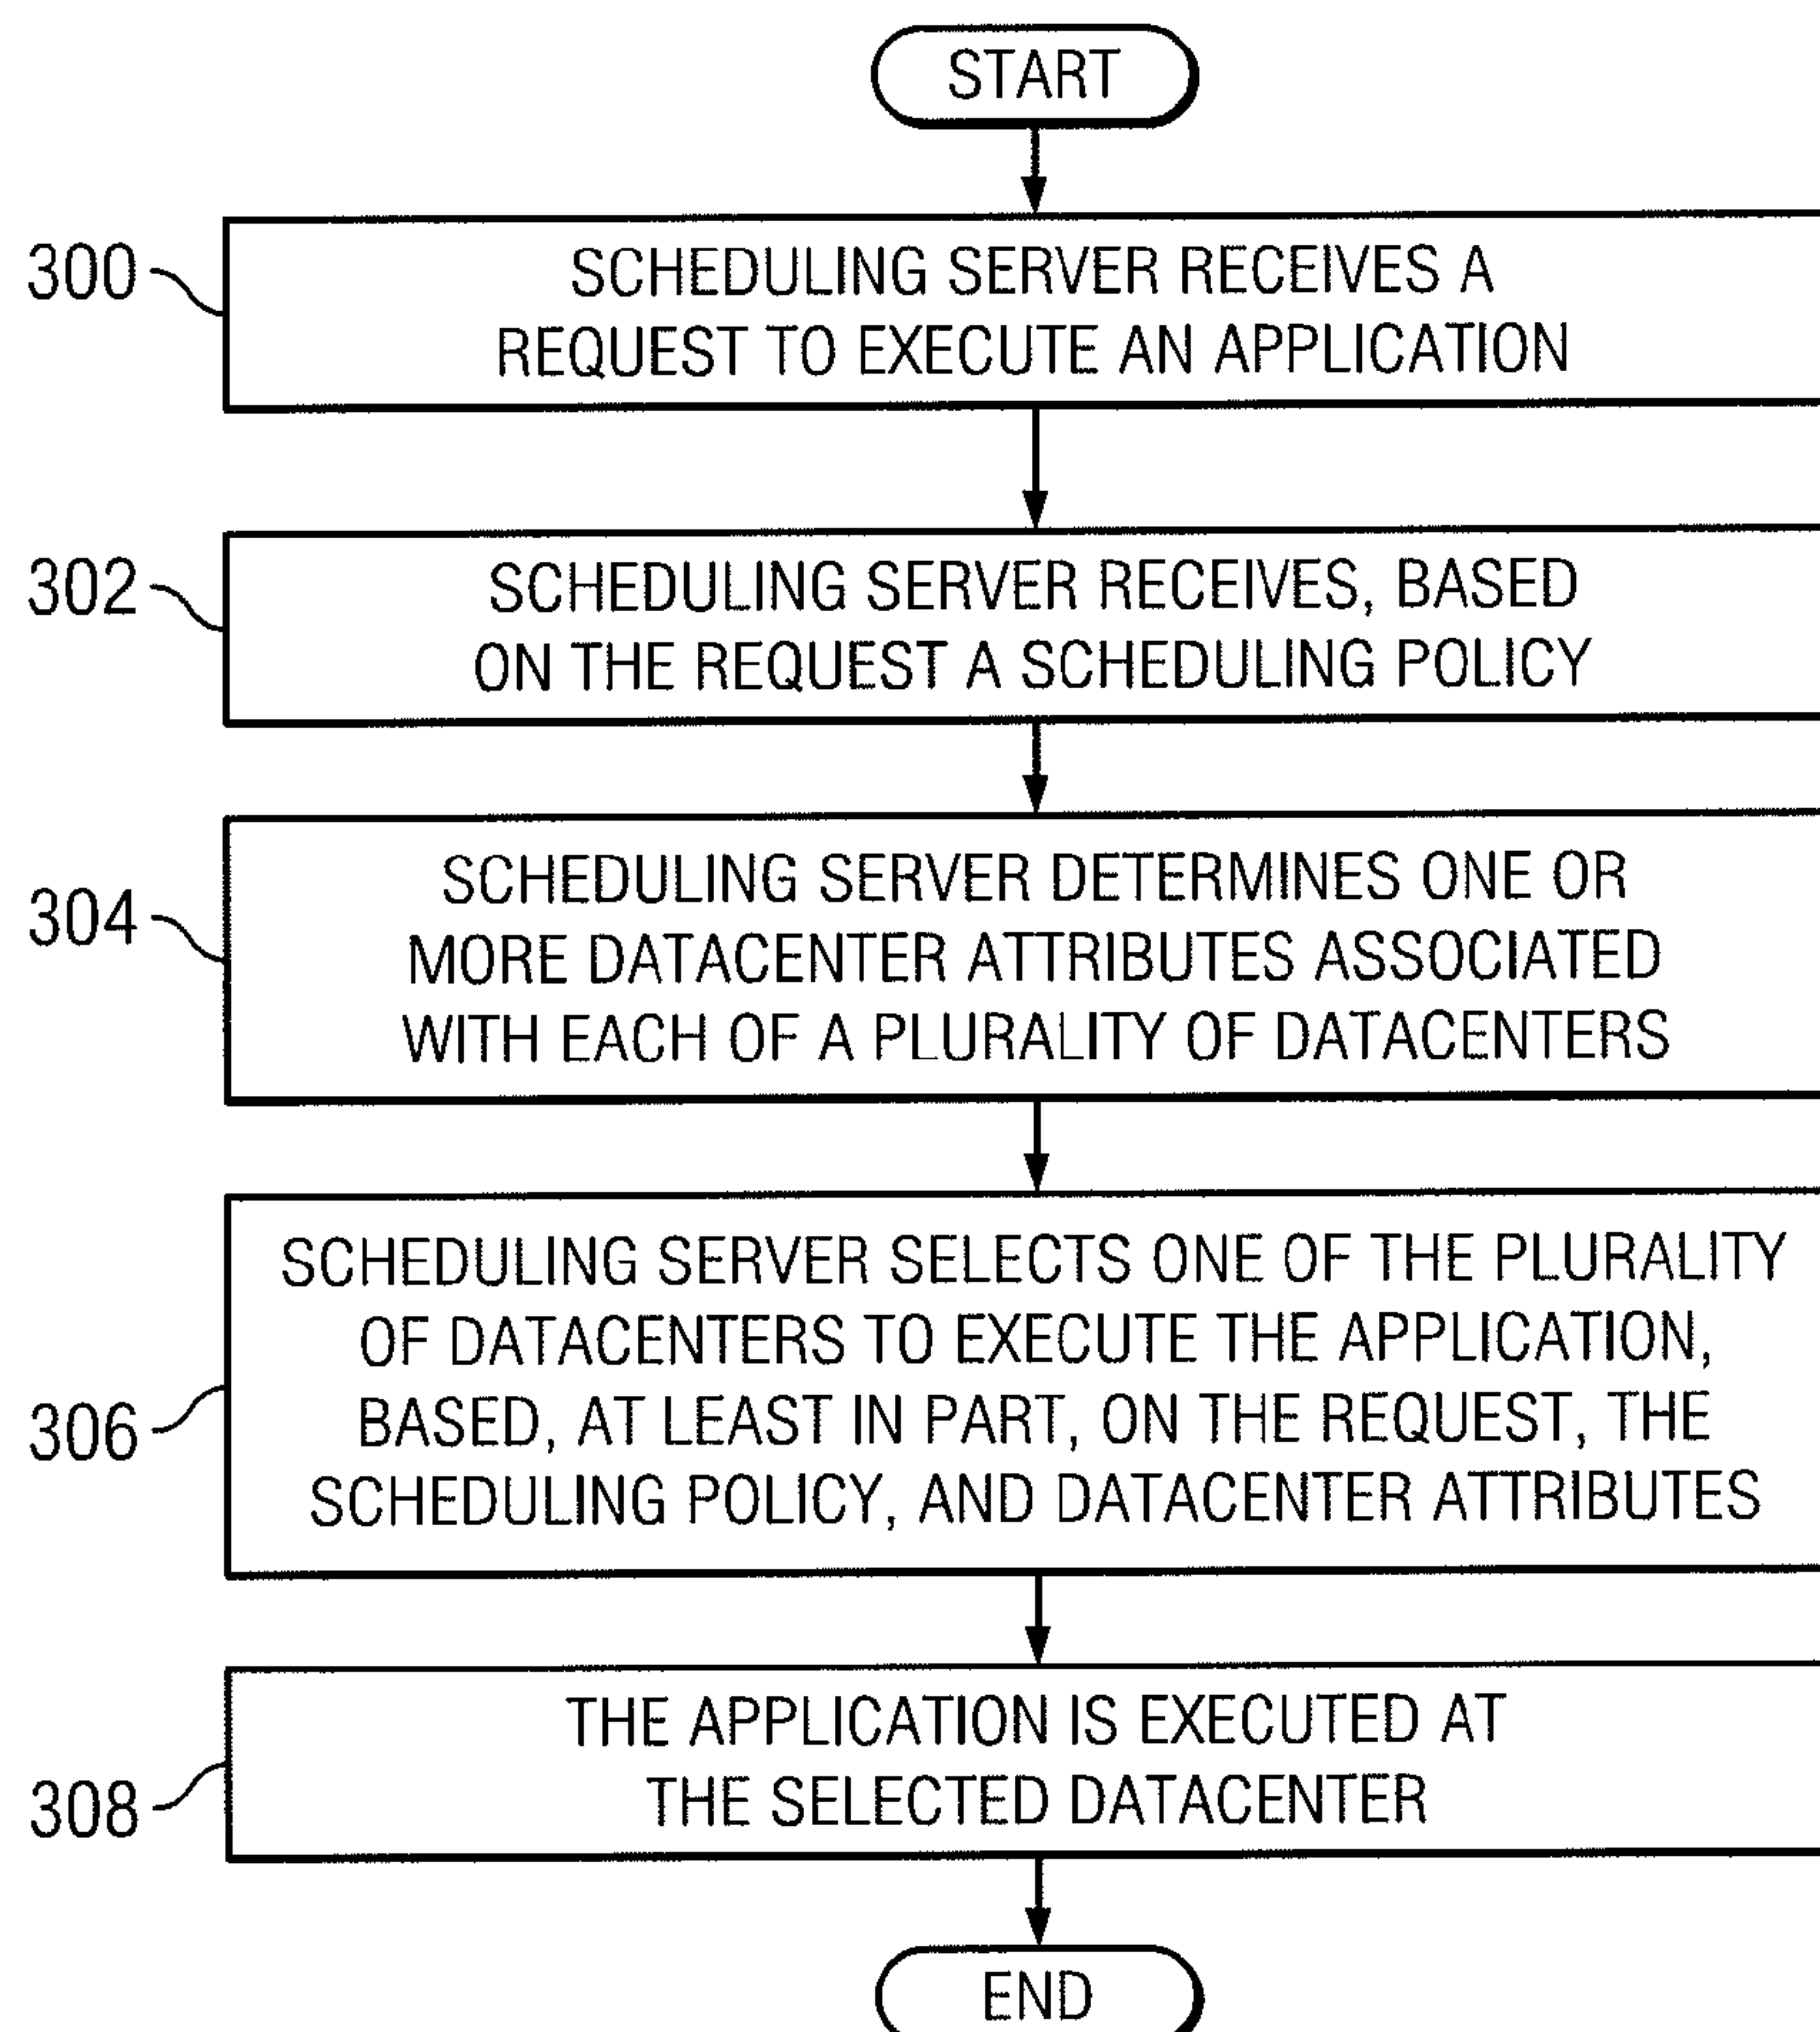 START
300
SCHEDULING SERVER RECEIVES A
REQUEST TO EXECUTE AN APPLICATION
302
SCHEDULING SERVER RECEIVES, BASED
ON THE REQUEST A SCHEDULING POLICY
304
SCHEDULING SERVER DETERMINES ONE OR
MORE DATACENTER ATTRIBUTES ASSOCIATED
WITH EACH OF A PLURALITY OF DATACENTERS
306
SCHEDULING SERVER SELECTS ONE OF THE PLURALITY
OF DATACENTERS TO EXECUTE THE APPLICATION,
BASED, AT LEAST IN PART, ON THE REQUEST, THE
SCHEDULING POLICY, AND DATACENTER ATTRIBUTES
308
THE APPLICATION IS EXECUTED AT
THE SELECTED DATACENTER
END